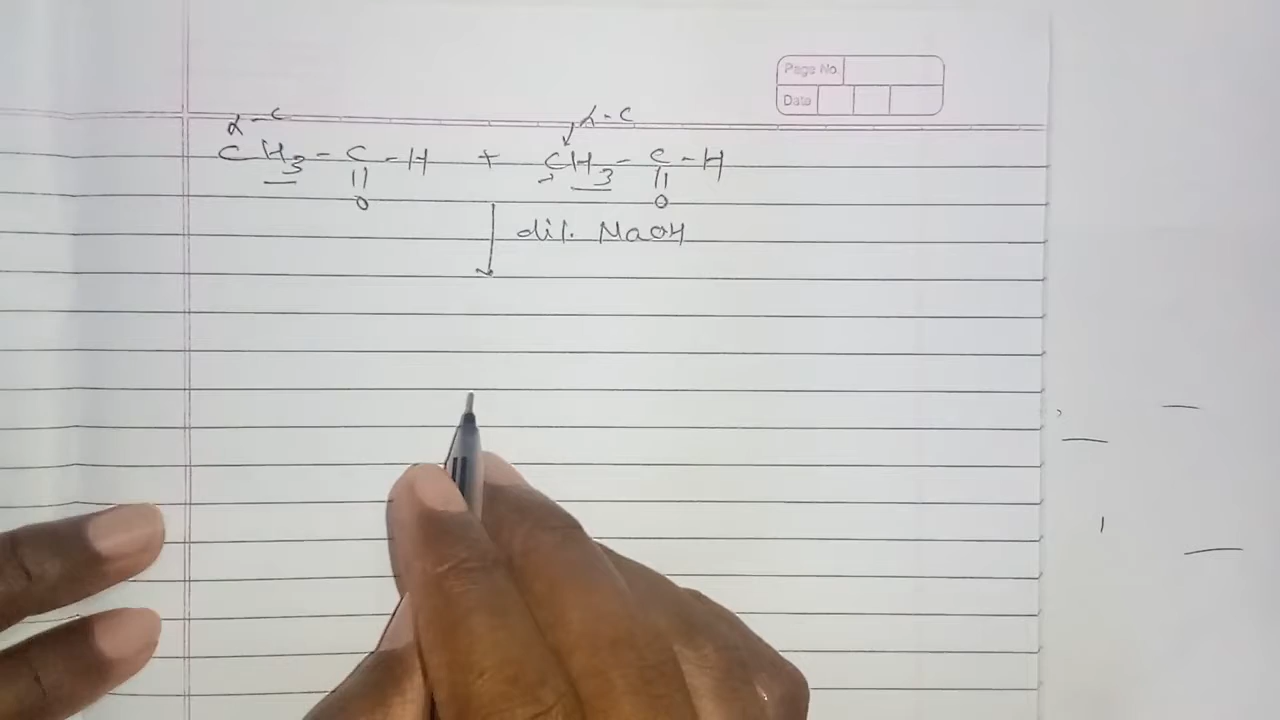 Page No.
Date
α-C α-C
CH3 - C - H + CH3 - C - H
|| ||
O O
dil. NaOH